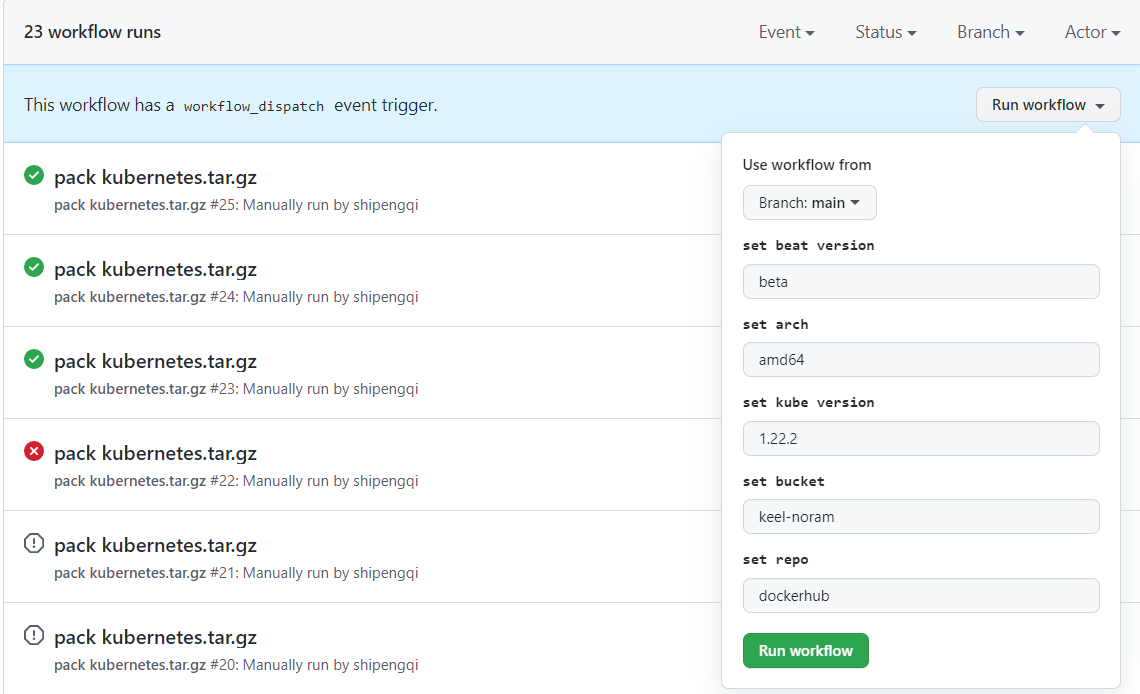 23 workflow runs
Event
Status
Branch
Actor
This workflow has a workflow_dispatch event trigger.
Run workflow
pack kubernetes.tar.gz
pack kubernetes.tar.gz #25: Manually run by shipengqi
pack kubernetes.tar.gz
pack kubernetes.tar.gz #24: Manually run by shipengqi
pack kubernetes.tar.gz
pack kubernetes.tar.gz #23: Manually run by shipengqi
pack kubernetes.tar.gz
pack kubernetes.tar.gz #22: Manually run by shipengqi
pack kubernetes.tar.gz
pack kubernetes.tar.gz #21: Manually run by shipengqi
pack kubernetes.tar.gz
pack kubernetes.tar.gz #20: Manually run by shipengqi
Use workflow from
Branch: main
set beat version
beta
set arch
amd64
set kube version
1.22.2
set bucket
keel-noram
set repo
dockerhub
Run workflow